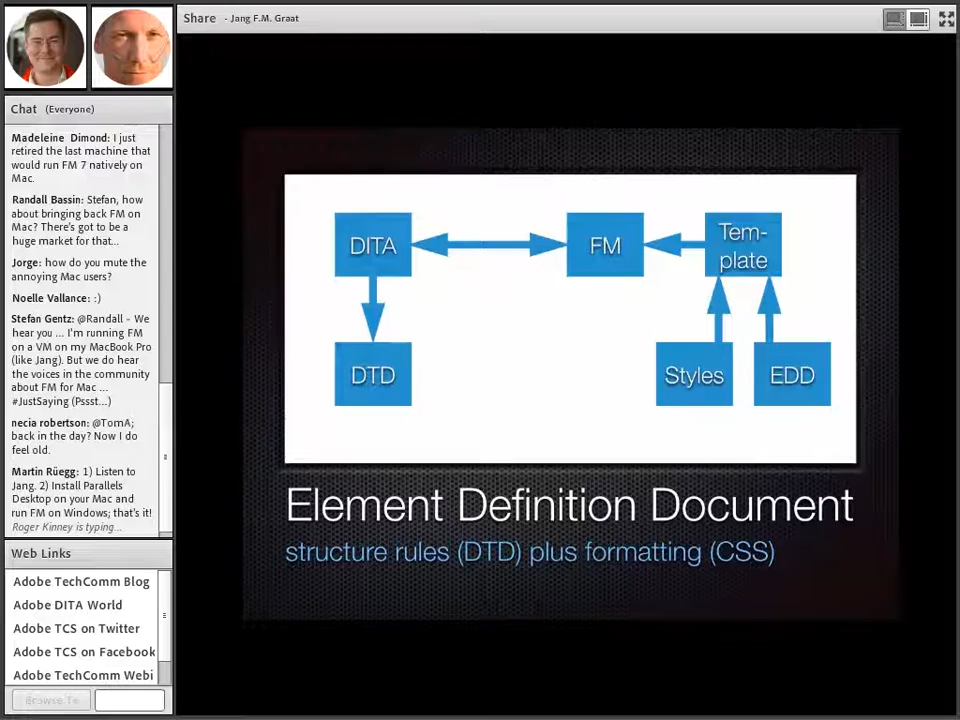 Share - Jang F.M. Graat
Chat (Everyone)
Madeleine Dimond: I just
retired the last machine that
would run FM 7 natively on
Mac.
Randall Bassin: Stefan, how
about bringing back FM on
Mac? There's got to be a
huge market for that...
Jorge: how do you mute the
annoying Mac users?
Noelle Vallance: :)
Stefan Gentz: @Randall - We
hear you ... I'm running FM
on a VM on my MacBook Pro
(like Jang). But we do hear
the voices in the community
about FM for Mac ...
#JustSaying (Pssst...)
necia robertson: @TomA;
back in the day? Now I do
feel old.
Martin Rüegg: 1) Listen to
Jang. 2) Install Parallels
Desktop on your Mac and
run FM on Windows; that's it!
Roger Kinney is typing...
Web Links
Adobe TechComm Blog
Adobe DITA World
Adobe TCS on Twitter
Adobe TCS on Facebook
Adobe TechComm Webi
Browse To
DITA
FM
Tem-
plate
DTD
Styles
EDD
Element Definition Document
structure rules (DTD) plus formatting (CSS)